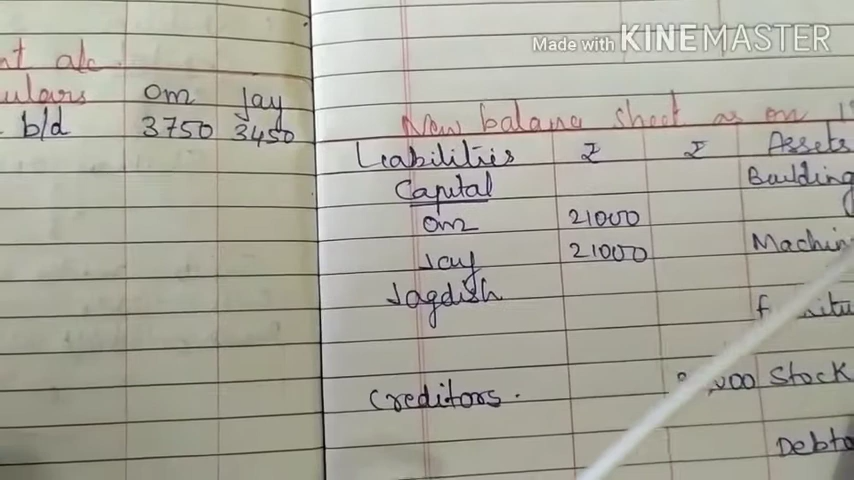 Made with KINEMASTER
nt a/c
ulars Om Jay
b/d 3750 3450
New balance sheet as on
Liabilities ₹ ₹ Assets
Capital Building
Om 21000
Jay 21000 Machin
Jagdish
Creditors. Stock
Debto